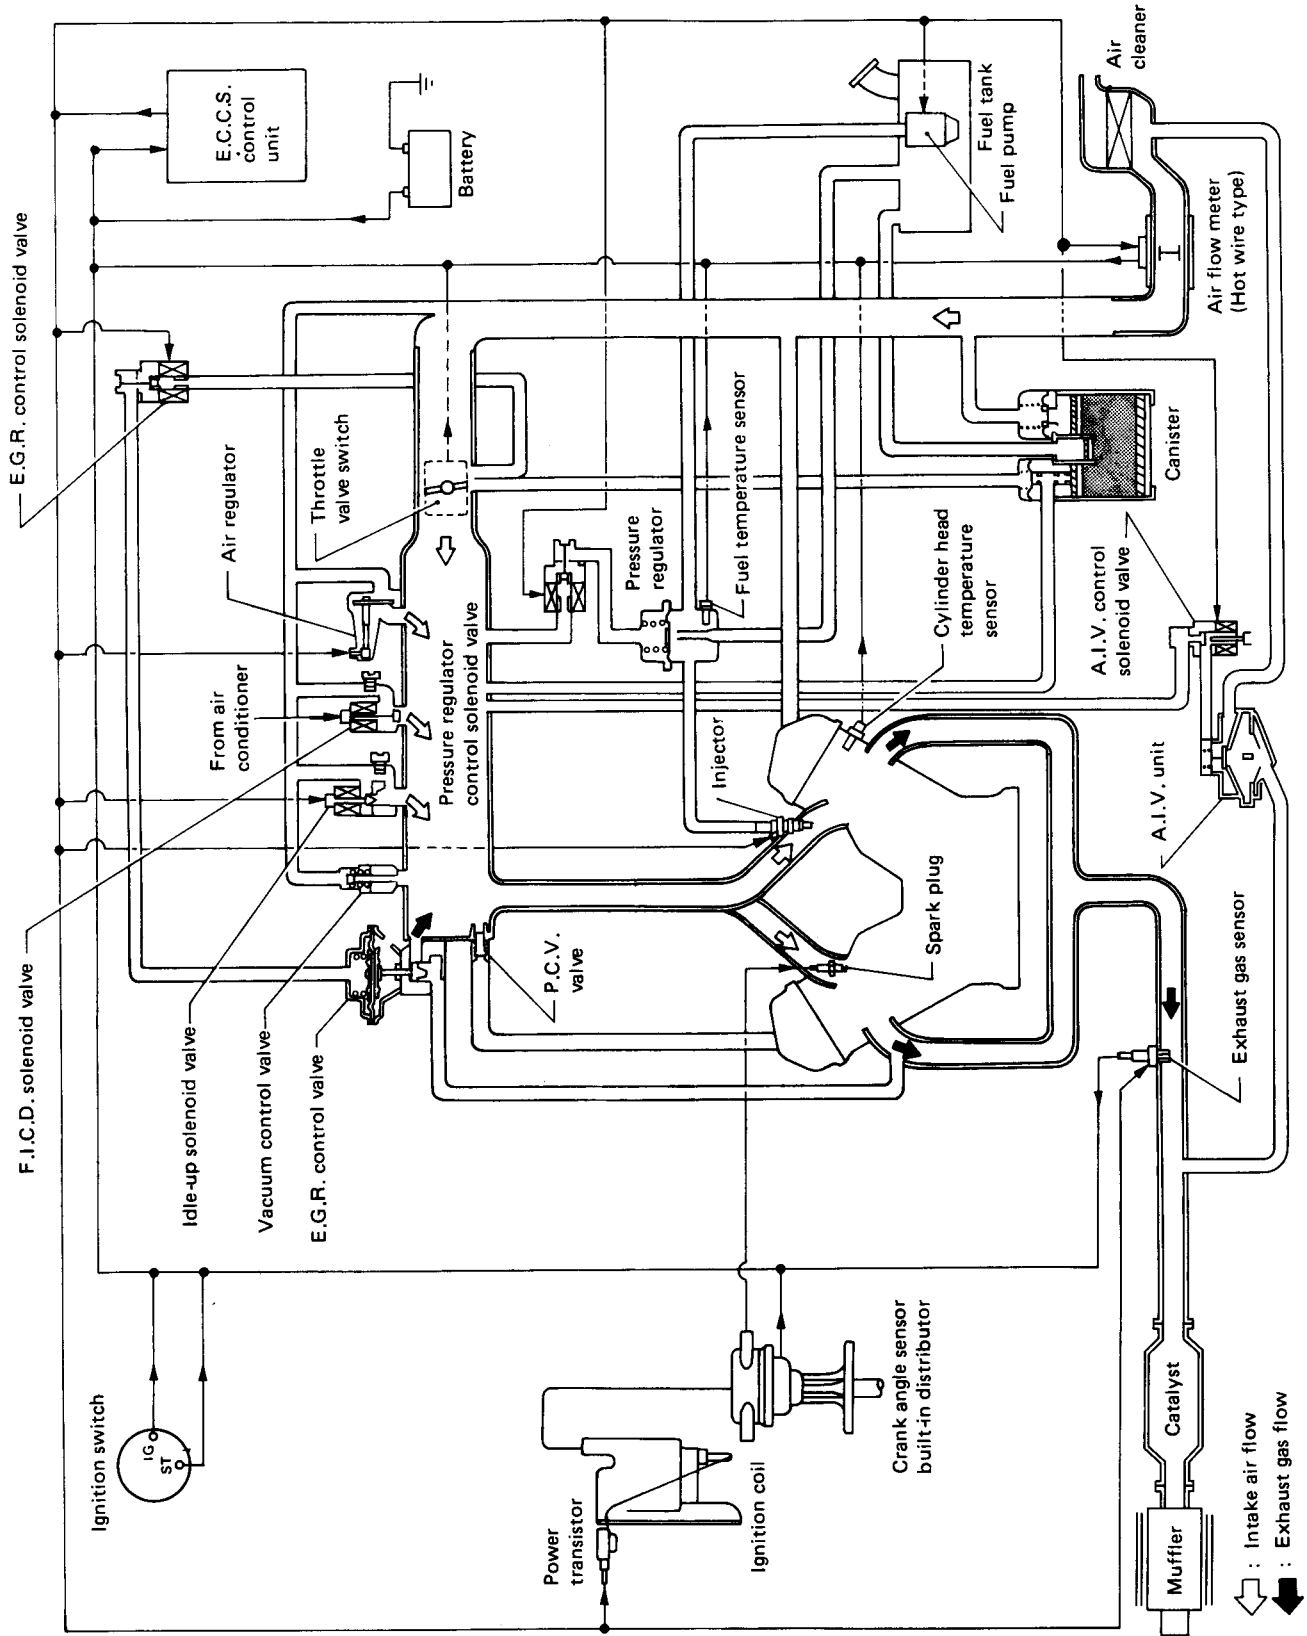 F.I.C.D. solenoid valve
E.G.R. control solenoid valve
E.C.C.S.
control
unit
Battery
Idle-up solenoid valve
From air
conditioner
Air regulator
Vacuum control valve
E.G.R. control valve
Throttle
valve switch
Ignition switch
IG
ST
Pressure regulator
control solenoid valve
P.C.V.
valve
Pressure
regulator
Power
transistor
Injector
Fuel temperature sensor
Ignition coil
Spark plug
Cylinder head
temperature
sensor
Fuel tank
Fuel pump
Crank angle sensor
built-in distributor
A.I.V. control
solenoid valve
Canister
Air
cleaner
A.I.V. unit
Air flow meter
(Hot wire type)
Exhaust gas sensor
Catalyst
Muffler
: Intake air flow
: Exhaust gas flow